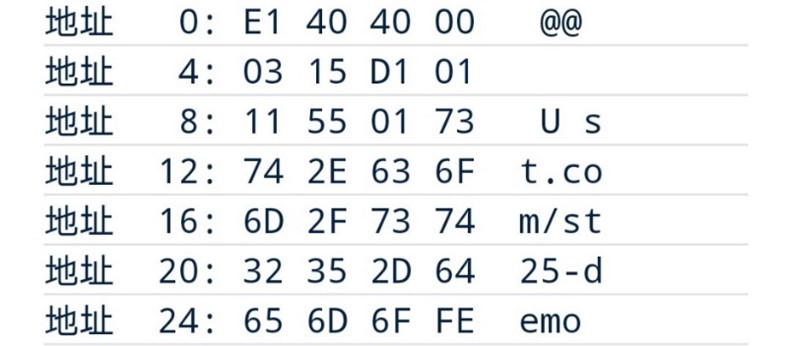 地址 0: E1 40 40 00 @@
地址 4: 03 15 D1 01
地址 8: 11 55 01 73 U s
地址 12: 74 2E 63 6F t.co
地址 16: 6D 2F 73 74 m/st
地址 20: 32 35 2D 64 25-d
地址 24: 65 6D 6F FE emo